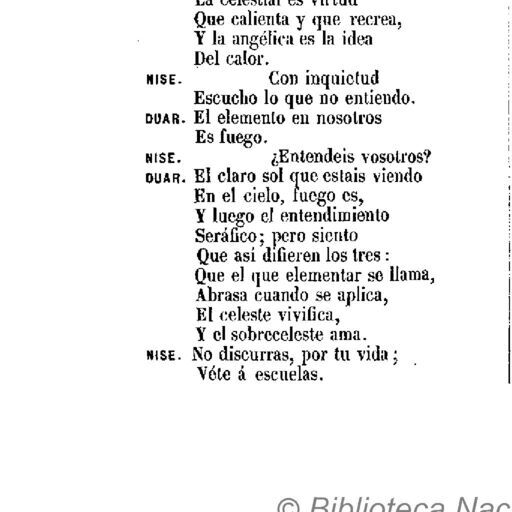 La celestial es virtud
Que calienta y que recrea,
Y la angélica es la idea
Del calor.
NISE. Con inquietud
Escucho lo que no entiendo.
DUAR. El elemento en nosotros
Es fuego.
NISE. ¿Entendeis vosotros?
DUAR. El claro sol que estais viendo
En el cielo, fuego es,
Y luego el entendimiento
Seráfico; pero siento
Que así difieren los tres:
Que el que elementar se llama,
Abrasa cuando se aplica,
El celeste vivifica,
Y el sobreceleste ama.
NISE. No discurras, por tu vida;
Véte á escuelas.
© Biblioteca Nac